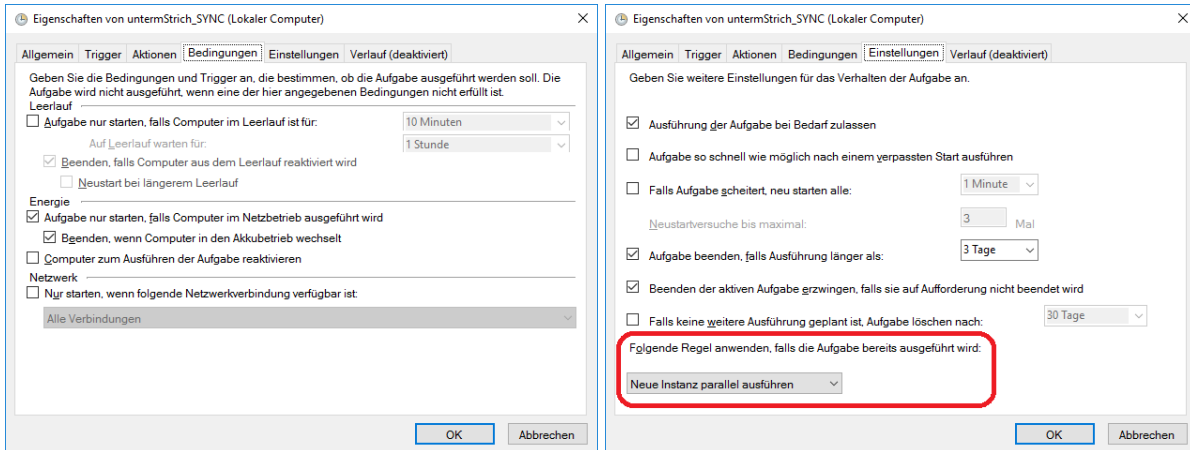 Eigenschaften von untermStrich_SYNC (Lokaler Computer)
Allgemein Trigger Aktionen Bedingungen Einstellungen Verlauf (deaktiviert)
Geben Sie die Bedingungen und Trigger an, die bestimmen, ob die Aufgabe ausgeführt werden soll. Die
Aufgabe wird nicht ausgeführt, wenn eine der hier angegebenen Bedingungen nicht erfüllt ist.
Leerlauf
Aufgabe nur starten, falls Computer im Leerlauf ist für: 10 Minuten
Auf Leerlauf warten für: 1 Stunde
Beenden, falls Computer aus dem Leerlauf reaktiviert wird
Neustart bei längerem Leerlauf
Energie
Aufgabe nur starten, falls Computer im Netzbetrieb ausgeführt wird
Beenden, wenn Computer in den Akkubetrieb wechselt
Computer zum Ausführen der Aufgabe reaktivieren
Netzwerk
Nur starten, wenn folgende Netzwerkverbindung verfügbar ist:
Alle Verbindungen
OK Abbrechen
Eigenschaften von untermStrich_SYNC (Lokaler Computer)
Allgemein Trigger Aktionen Bedingungen Einstellungen Verlauf (deaktiviert)
Geben Sie weitere Einstellungen für das Verhalten der Aufgabe an.
Ausführung der Aufgabe bei Bedarf zulassen
Aufgabe so schnell wie möglich nach einem verpassten Start ausführen
Falls Aufgabe scheitert, neu starten alle: 1 Minute
Neustartversuche bis maximal: 3 Mal
Aufgabe beenden, falls Ausführung länger als: 3 Tage
Beenden der aktiven Aufgabe erzwingen, falls sie auf Aufforderung nicht beendet wird
Falls keine weitere Ausführung geplant ist, Aufgabe löschen nach: 30 Tage
Folgende Regel anwenden, falls die Aufgabe bereits ausgeführt wird:
Neue Instanz parallel ausführen
OK Abbrechen